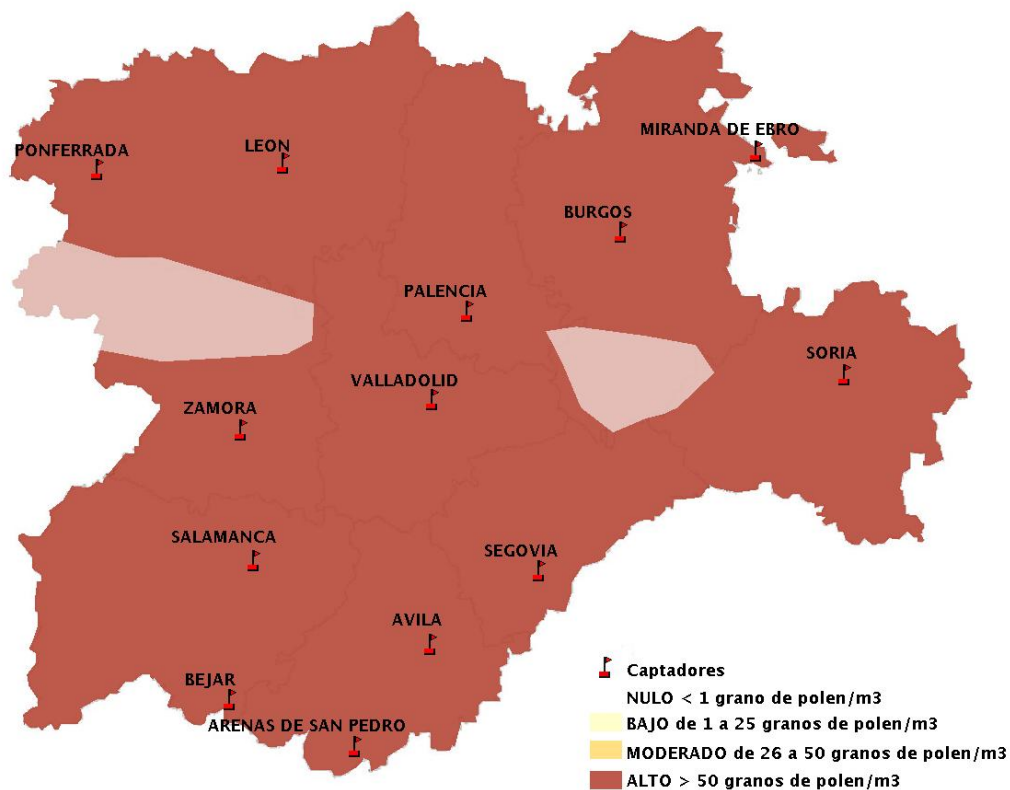 MIRANDA DE EBRO
PONFERRADA
LEON
BURGOS
PALENCIA
SORIA
VALLADOLID
ZAMORA
SALAMANCA
SEGOVIA
AVILA
BEJAR
ARENAS DE SAN PEDRO
Captadores
NULO < 1 grano de polen/m3
BAJO de 1 a 25 granos de polen/m3
MODERADO de 26 a 50 granos de polen/m3
ALTO > 50 granos de polen/m3